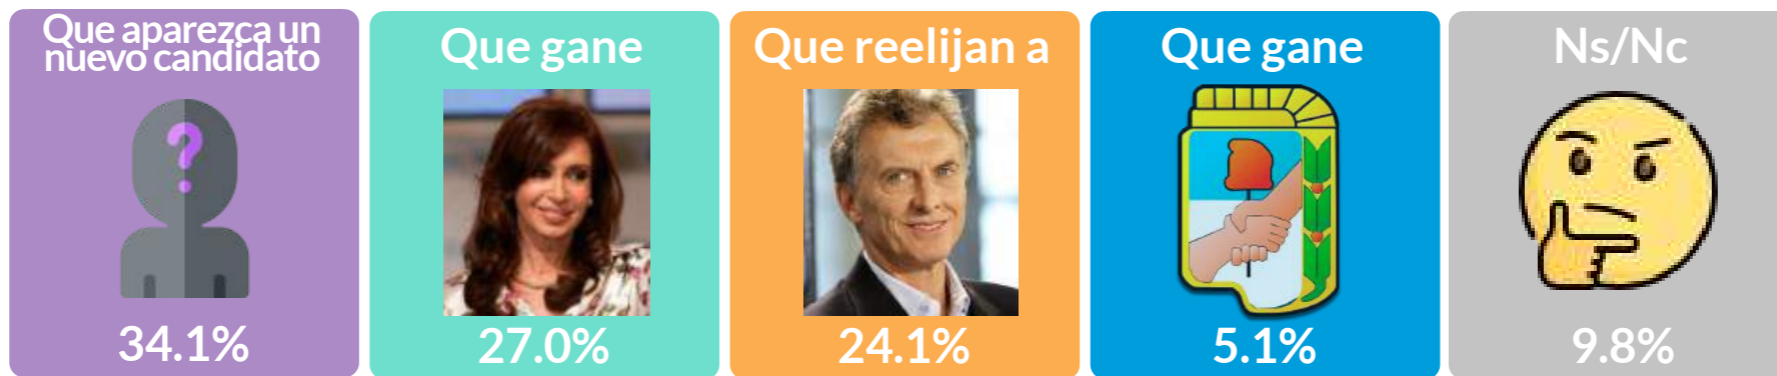 Que aparezca un
nuevo candidato
?
34.1%
Que gane
27.0%
Que reelijan a
24.1%
Que gane
5.1%
Ns/Nc
9.8%